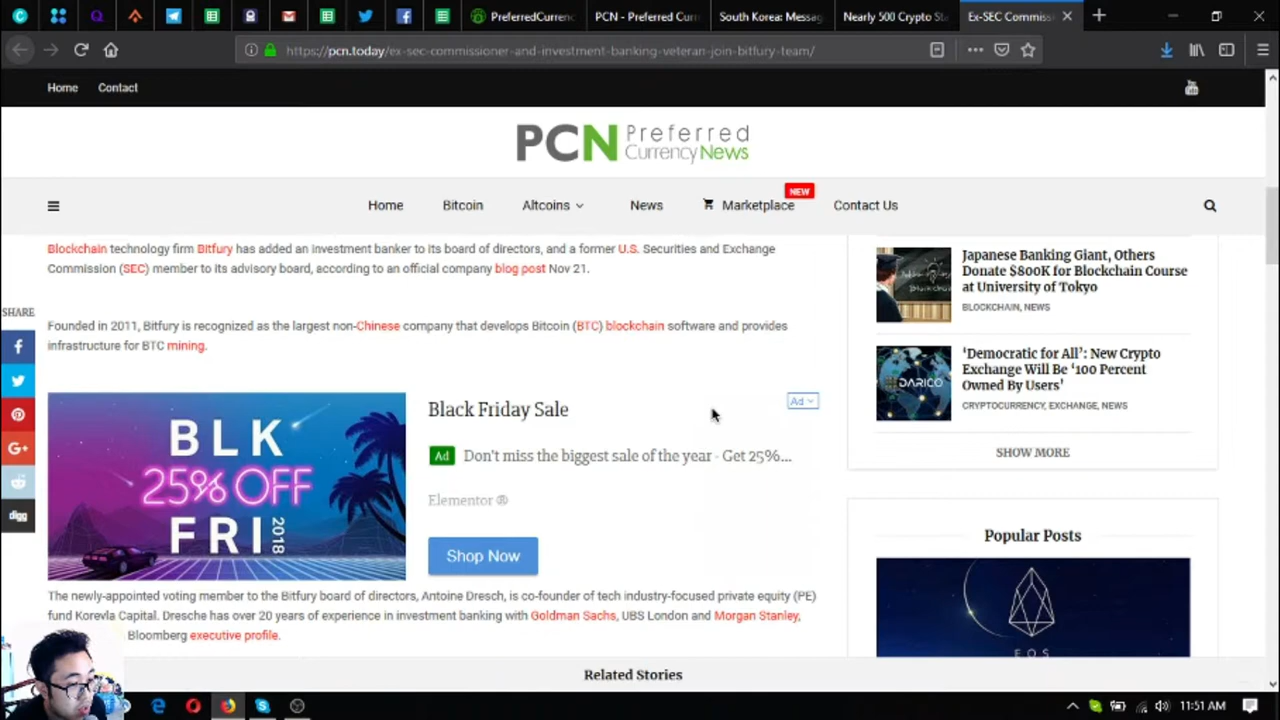 PreferredCurrenc
PCN - Preferred Curr
South Korea: Messag
Nearly 500 Crypto Sta
Ex-SEC Commissi
https://pcn.today/ex-sec-commissioner-and-investment-banking-veteran-join-bitfury-team/
Home
Contact
PCN Preferred
Currency News
NEW
Home
Bitcoin
Altcoins
News
Marketplace
Contact Us
Blockchain technology firm Bitfury has added an investment banker to its board of directors, and a former U.S. Securities and Exchange
Commission (SEC) member to its advisory board, according to an official company blog post Nov 21.
SHARE
Founded in 2011, Bitfury is recognized as the largest non-Chinese company that develops Bitcoin (BTC) blockchain software and provides
infrastructure for BTC mining.
BLK
25% OFF
FRI 2018
Black Friday Sale
Ad
Ad Don't miss the biggest sale of the year - Get 25%...
Elementor ®
Shop Now
digg
The newly-appointed voting member to the Bitfury board of directors, Antoine Dresch, is co-founder of tech industry-focused private equity (PE)
fund Korevla Capital. Dresche has over 20 years of experience in investment banking with Goldman Sachs, UBS London and Morgan Stanley,
Bloomberg executive profile.
Related Stories
Japanese Banking Giant, Others
Donate $800K for Blockchain Course
at University of Tokyo
BLOCKCHAIN, NEWS
DARICO
‘Democratic for All’: New Crypto
Exchange Will Be ‘100 Percent
Owned By Users’
CRYPTOCURRENCY, EXCHANGE, NEWS
SHOW MORE
Popular Posts
EOS
11:51 AM